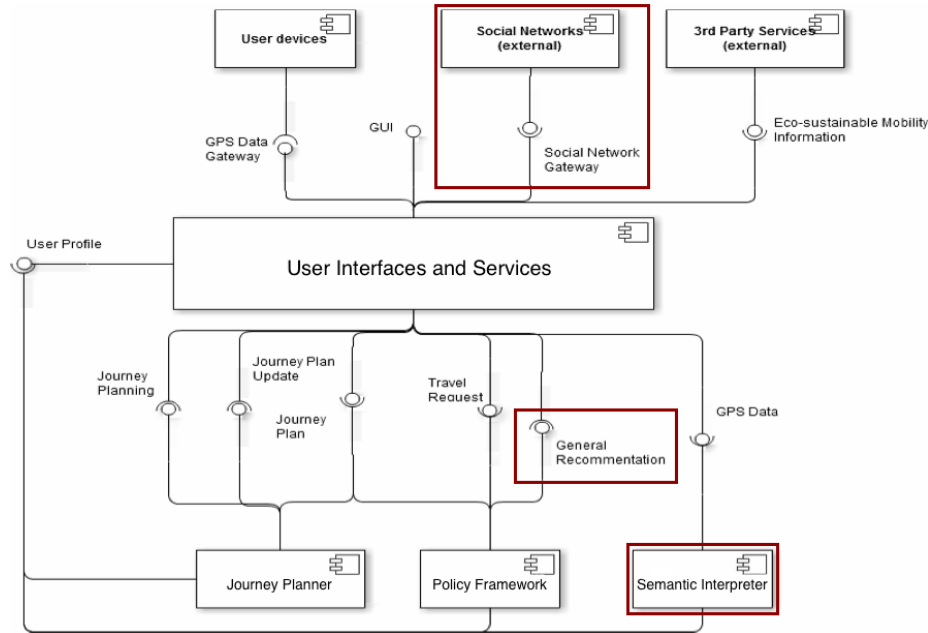 User devices
Social Networks
(external)
3rd Party Services
(external)
GPS Data
Gateway
GUI
Social Network
Gateway
Eco-sustainable Mobility
Information
User Profile
User Interfaces and Services
Journey
Planning
Journey Plan
Update
Journey
Plan
Travel
Request
General
Recommentation
GPS Data
Journey Planner
Policy Framework
Semantic Interpreter